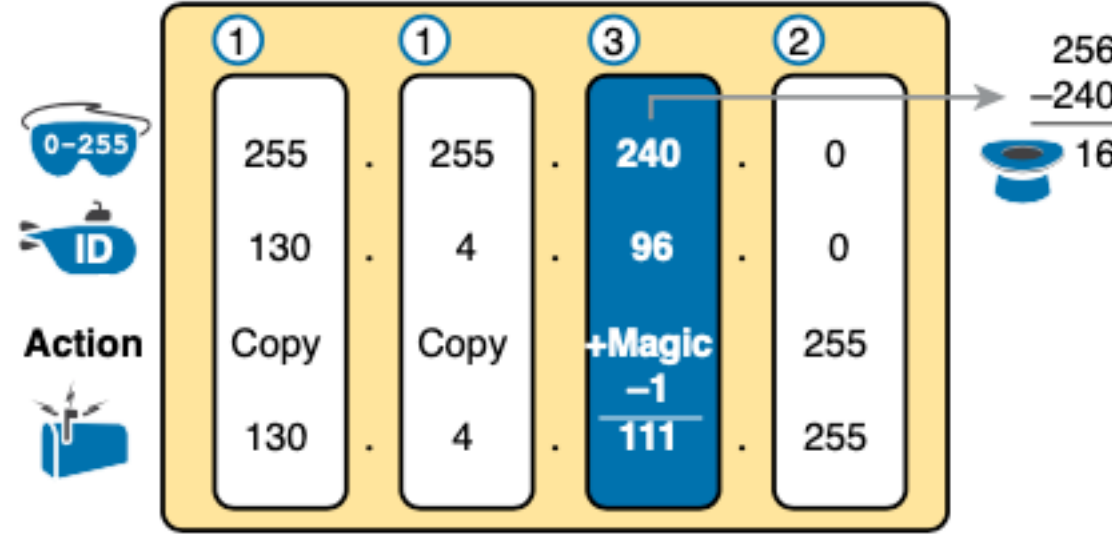 1 1 3 2
256
0-255 255 . 255 . 240 . 0 –240
16
ID 130 . 4 . 96 . 0
Action Copy Copy +Magic 255
–1
130 . 4 . 111 . 255